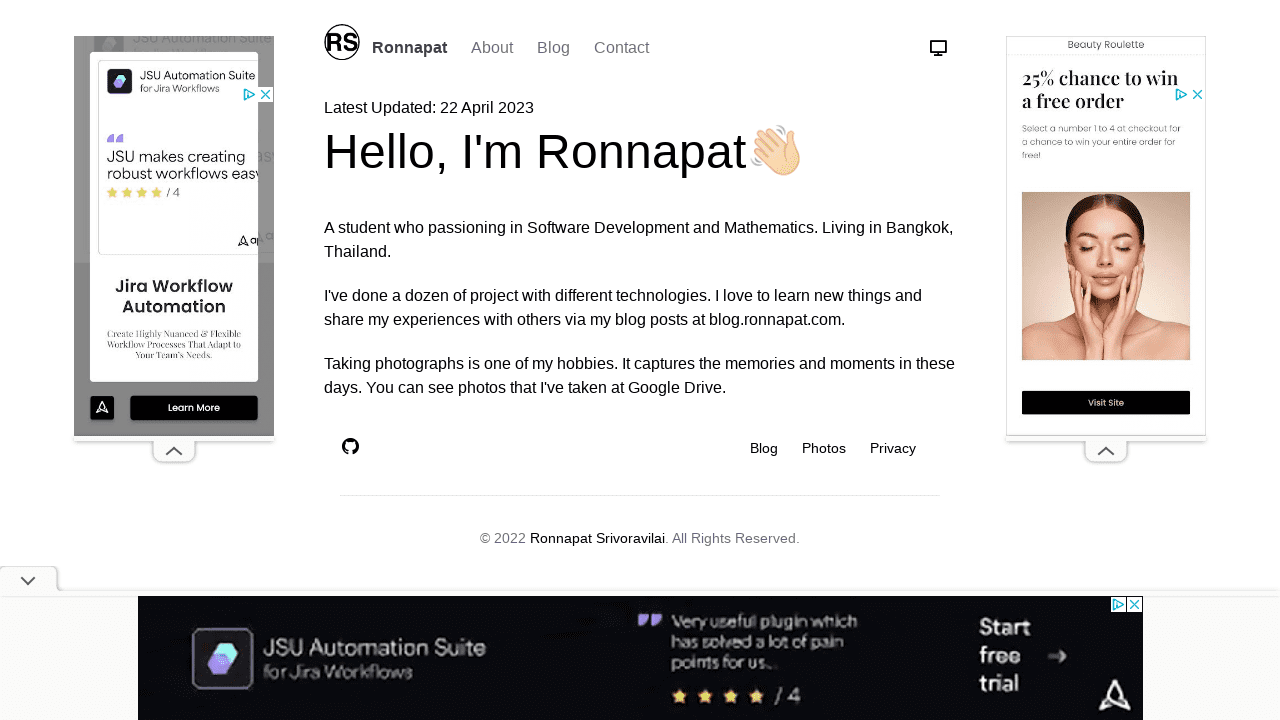 RS
Ronnapat
About
Blog
Contact
Latest Updated: 22 April 2023
Hello, I'm Ronnapat👋🏻
A student who passioning in Software Development and Mathematics. Living in Bangkok,
Thailand.
I've done a dozen of project with different technologies. I love to learn new things and
share my experiences with others via my blog posts at blog.ronnapat.com.
Taking photographs is one of my hobbies. It captures the memories and moments in these
days. You can see photos that I've taken at Google Drive.
Blog
Photos
Privacy
© 2022 Ronnapat Srivoravilai. All Rights Reserved.
JSU Automation Suite
JSU Automation Suite
for Jira Workflows
JSU makes creating
robust workflows easy
/ 4
Jira Workflow
Automation
Create Highly Nuanced & Flexible
Workflow Processes That Adapt to
Your Team's Needs.
Learn More
Beauty Roulette
25% chance to win
a free order
Select a number 1 to 4 at checkout for
a chance to win your entire order for
free!
Visit Site
JSU Automation Suite
for Jira Workflows
Very useful plugin which
has solved a lot of pain
points for us...
/ 4
Start
free
trial